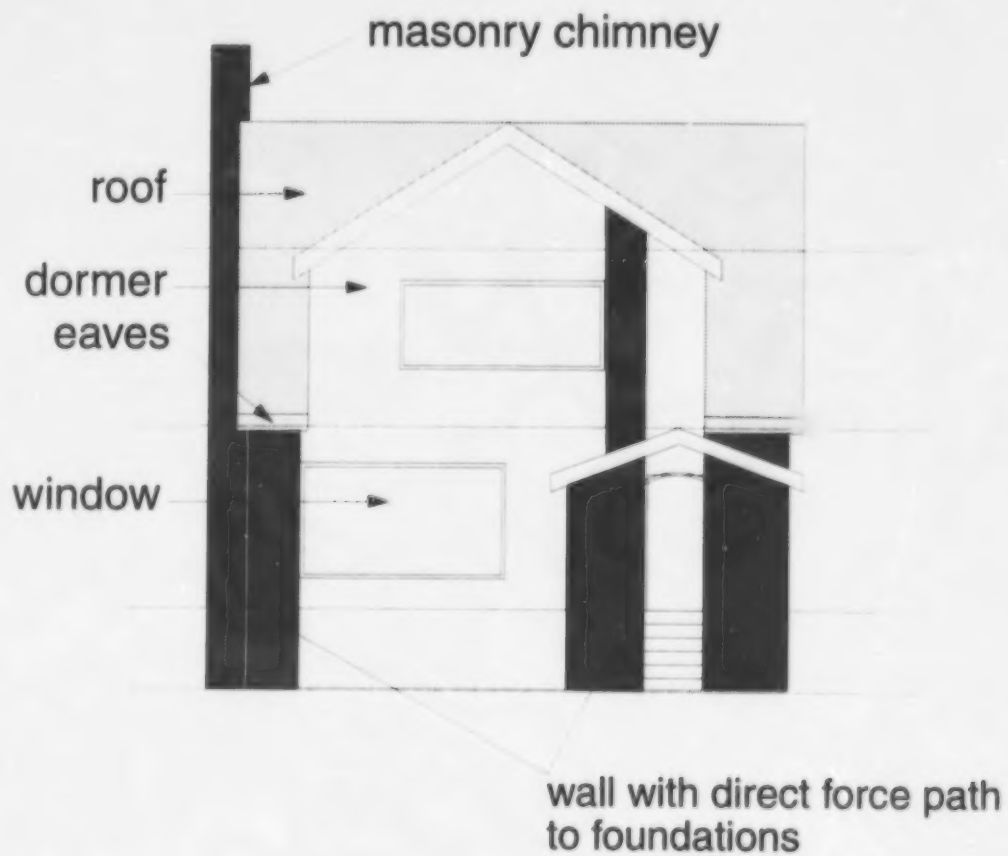 masonry chimney
roof
dormer
eaves
window
wall with direct force path
to foundations